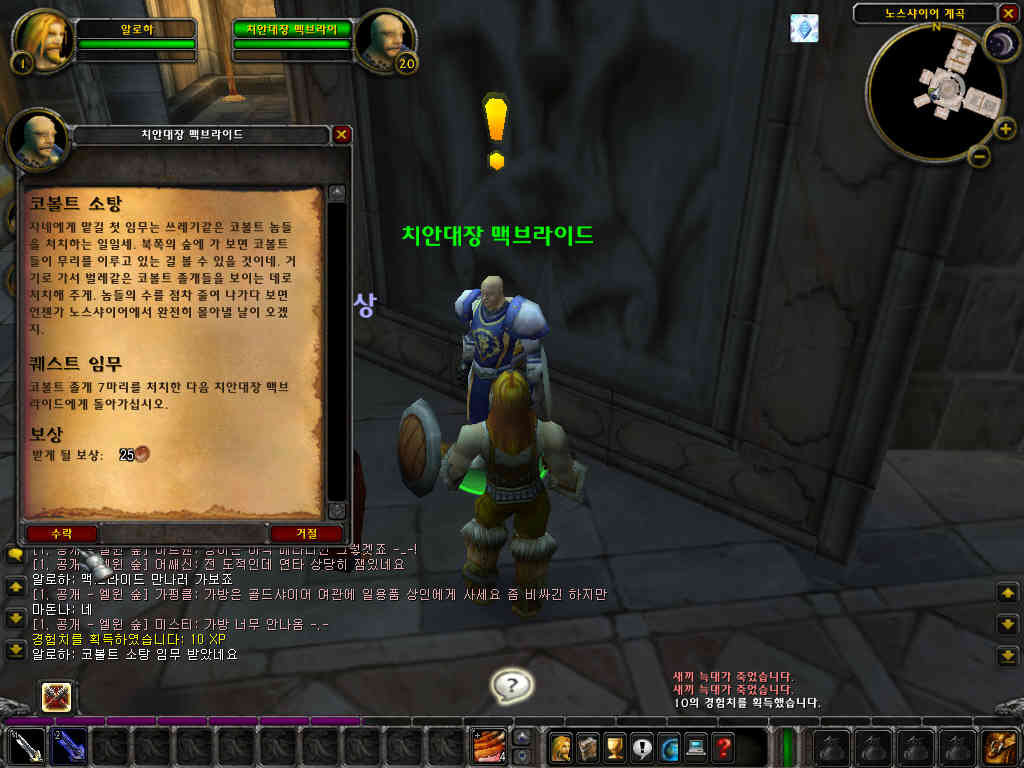 알로하
1
치안대장 맥브라이
20
노스샤이어 계곡
N
치안대장 맥브라이드
코볼트 소탕
자네에게 맡길 첫 임무는 쓰레기같은 코볼트 놈들
을 처치하는 일일세. 북쪽의 숲에 가 보면 코볼트
들이 무리를 이루고 있는 걸 볼 수 있을 것이네. 거
기로 가서 벌레같은 코볼트 졸개들을 보이는 데로
처치해 주게. 놈들의 수를 점차 줄어 나가다 보면
언젠가 노스샤이어에서 완전히 몰아낼 날이 오겠
지.
퀘스트 임무
코볼트 졸개 7마리를 처치한 다음 치안대장 맥브
라이드에게 돌아가십시오.
보상
받게 될 보상: 25
수락
거절
치안대장 맥브라이드
상
[1. 공개 - 엘윈 숲]
[1. 공개 - 엘윈 숲] 어쌔신: 전 도적인데 연타 상당히 잼있네요
알로하: 맥브라이드 만나러 가보죠
[1. 공개 - 엘윈 숲] 가펑클: 가방은 골드샤이어 여관에 일용품 상인에게 사세요 좀 비싸긴 하지만
마돈나: 네
[1. 공개 - 엘윈 숲] 미스티: 가방 너무 안나옴 -.-
경험치를 획득하였습니다: 10 XP
알로하: 코볼트 소탕 임무 받았네요
새끼 늑대가 죽었습니다.
새끼 늑대가 죽었습니다.
10의 경험치를 획득했습니다.
2
4